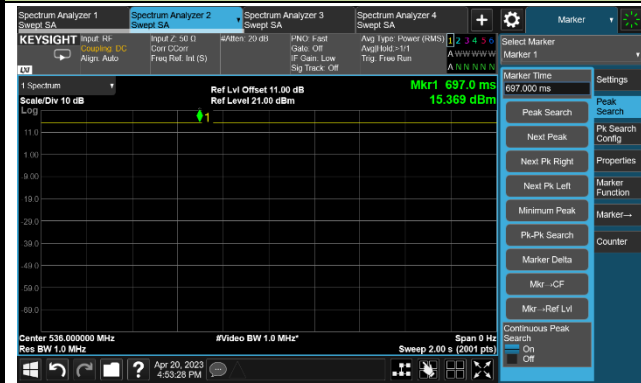 Spectrum Analyzer 1
Swept SA
Spectrum Analyzer 2
Swept SA
Spectrum Analyzer 3
Swept SA
Spectrum Analyzer 4
Swept SA
+
Marker
KEYSIGHT
Input: RF
Coupling: DC
Align: Auto
Input Z: 50 Ω
Corr CCorr
Freq Ref: Int (S)
#Atten: 20 dB
PNO: Fast
Gate: Off
IF Gain: Low
Sig Track: Off
Avg Type: Power (RMS)
Avg|Hold:>1/1
Trig: Free Run
1 2 3 4 5 6
A W W W W W
A N N N N N
LXI
Select Marker
Marker 1
1 Spectrum
Scale/Div 10 dB
Log
Ref Lvl Offset 11.00 dB
Ref Level 21.00 dBm
Mkr1 697.0 ms
15.369 dBm
1
11.0
1.00
-9.00
-19.0
-29.0
-39.0
-49.0
-59.0
-69.0
Center 536.000000 MHz
Res BW 1.0 MHz
#Video BW 1.0 MHz*
Span 0 Hz
Sweep 2.00 s (2001 pts)
Marker Time
697.000 ms
Peak Search
Next Peak
Next Pk Right
Next Pk Left
Minimum Peak
Pk-Pk Search
Marker Delta
Mkr→CF
Mkr→Ref Lvl
Continuous Peak
Search
On
Off
Settings
Peak
Search
Pk Search
Config
Properties
Marker
Function
Marker→
Counter
?
Apr 20, 2023
4:53:28 PM